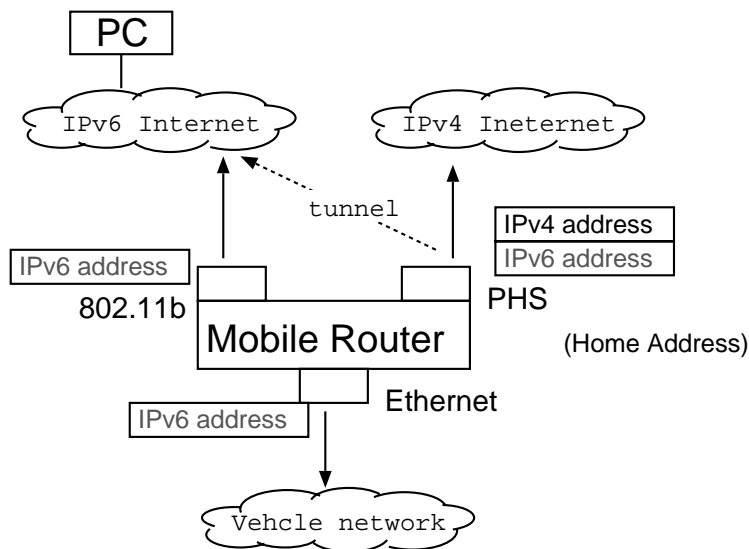 PC
IPv6 Internet
IPv4 Ineternet
tunnel
IPv4 address
IPv6 address
IPv6 address
802.11b
PHS
Mobile Router
(Home Address)
Ethernet
IPv6 address
Vehcle network